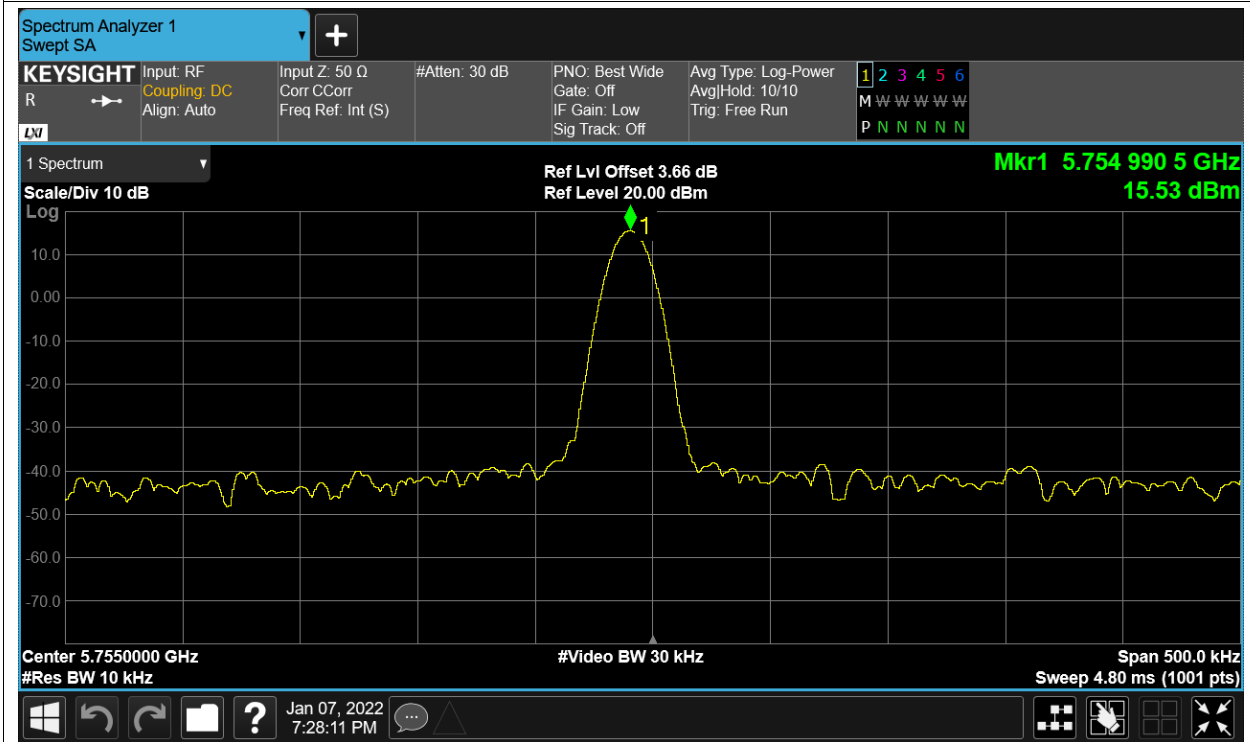 Spectrum Analyzer 1
Swept SA
KEYSIGHT
R
LXI
Input: RF
Coupling: DC
Align: Auto
Input Z: 50 Ω
Corr CCorr
Freq Ref: Int (S)
#Atten: 30 dB
PNO: Best Wide
Gate: Off
IF Gain: Low
Sig Track: Off
Avg Type: Log-Power
Avg|Hold: 10/10
Trig: Free Run
1 2 3 4 5 6
M W W W W W
P N N N N N
1 Spectrum
Scale/Div 10 dB
Log
Ref Lvl Offset 3.66 dB
Ref Level 20.00 dBm
Mkr1 5.754 990 5 GHz
15.53 dBm
1
10.0
0.00
-10.0
-20.0
-30.0
-40.0
-50.0
-60.0
-70.0
Center 5.7550000 GHz
#Res BW 10 kHz
#Video BW 30 kHz
Span 500.0 kHz
Sweep 4.80 ms (1001 pts)
?
Jan 07, 2022
7:28:11 PM